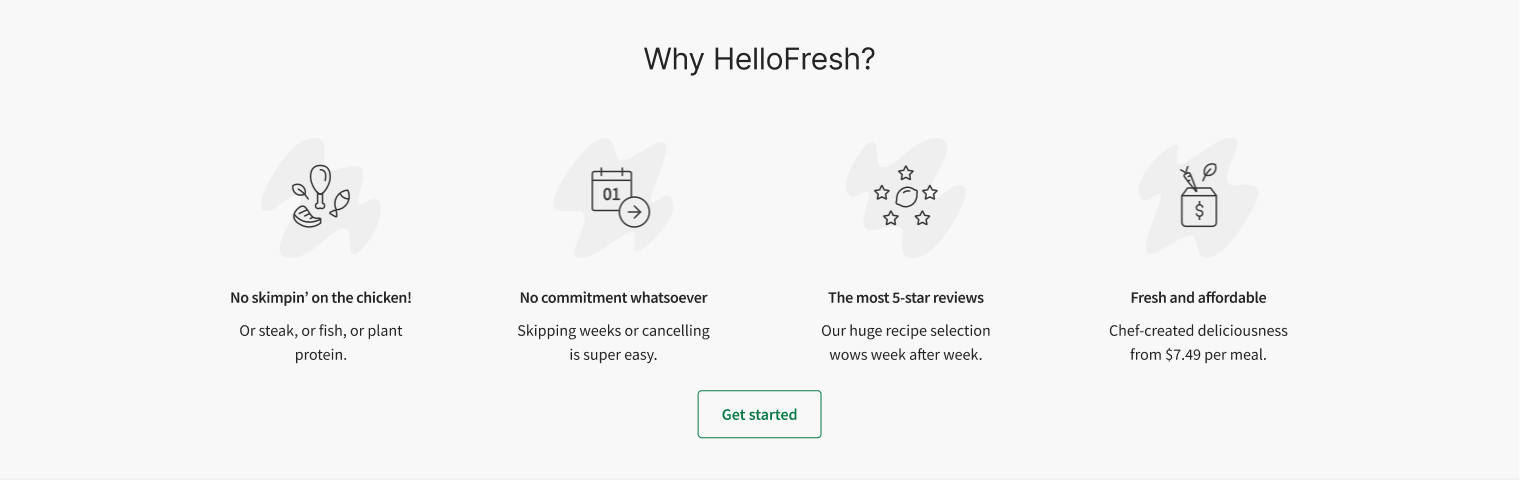 Why HelloFresh?
01
$
No skimpin’ on the chicken!
Or steak, or fish, or plant
protein.
No commitment whatsoever
Skipping weeks or cancelling
is super easy.
The most 5-star reviews
Our huge recipe selection
wows week after week.
Fresh and affordable
Chef-created deliciousness
from $7.49 per meal.
Get started